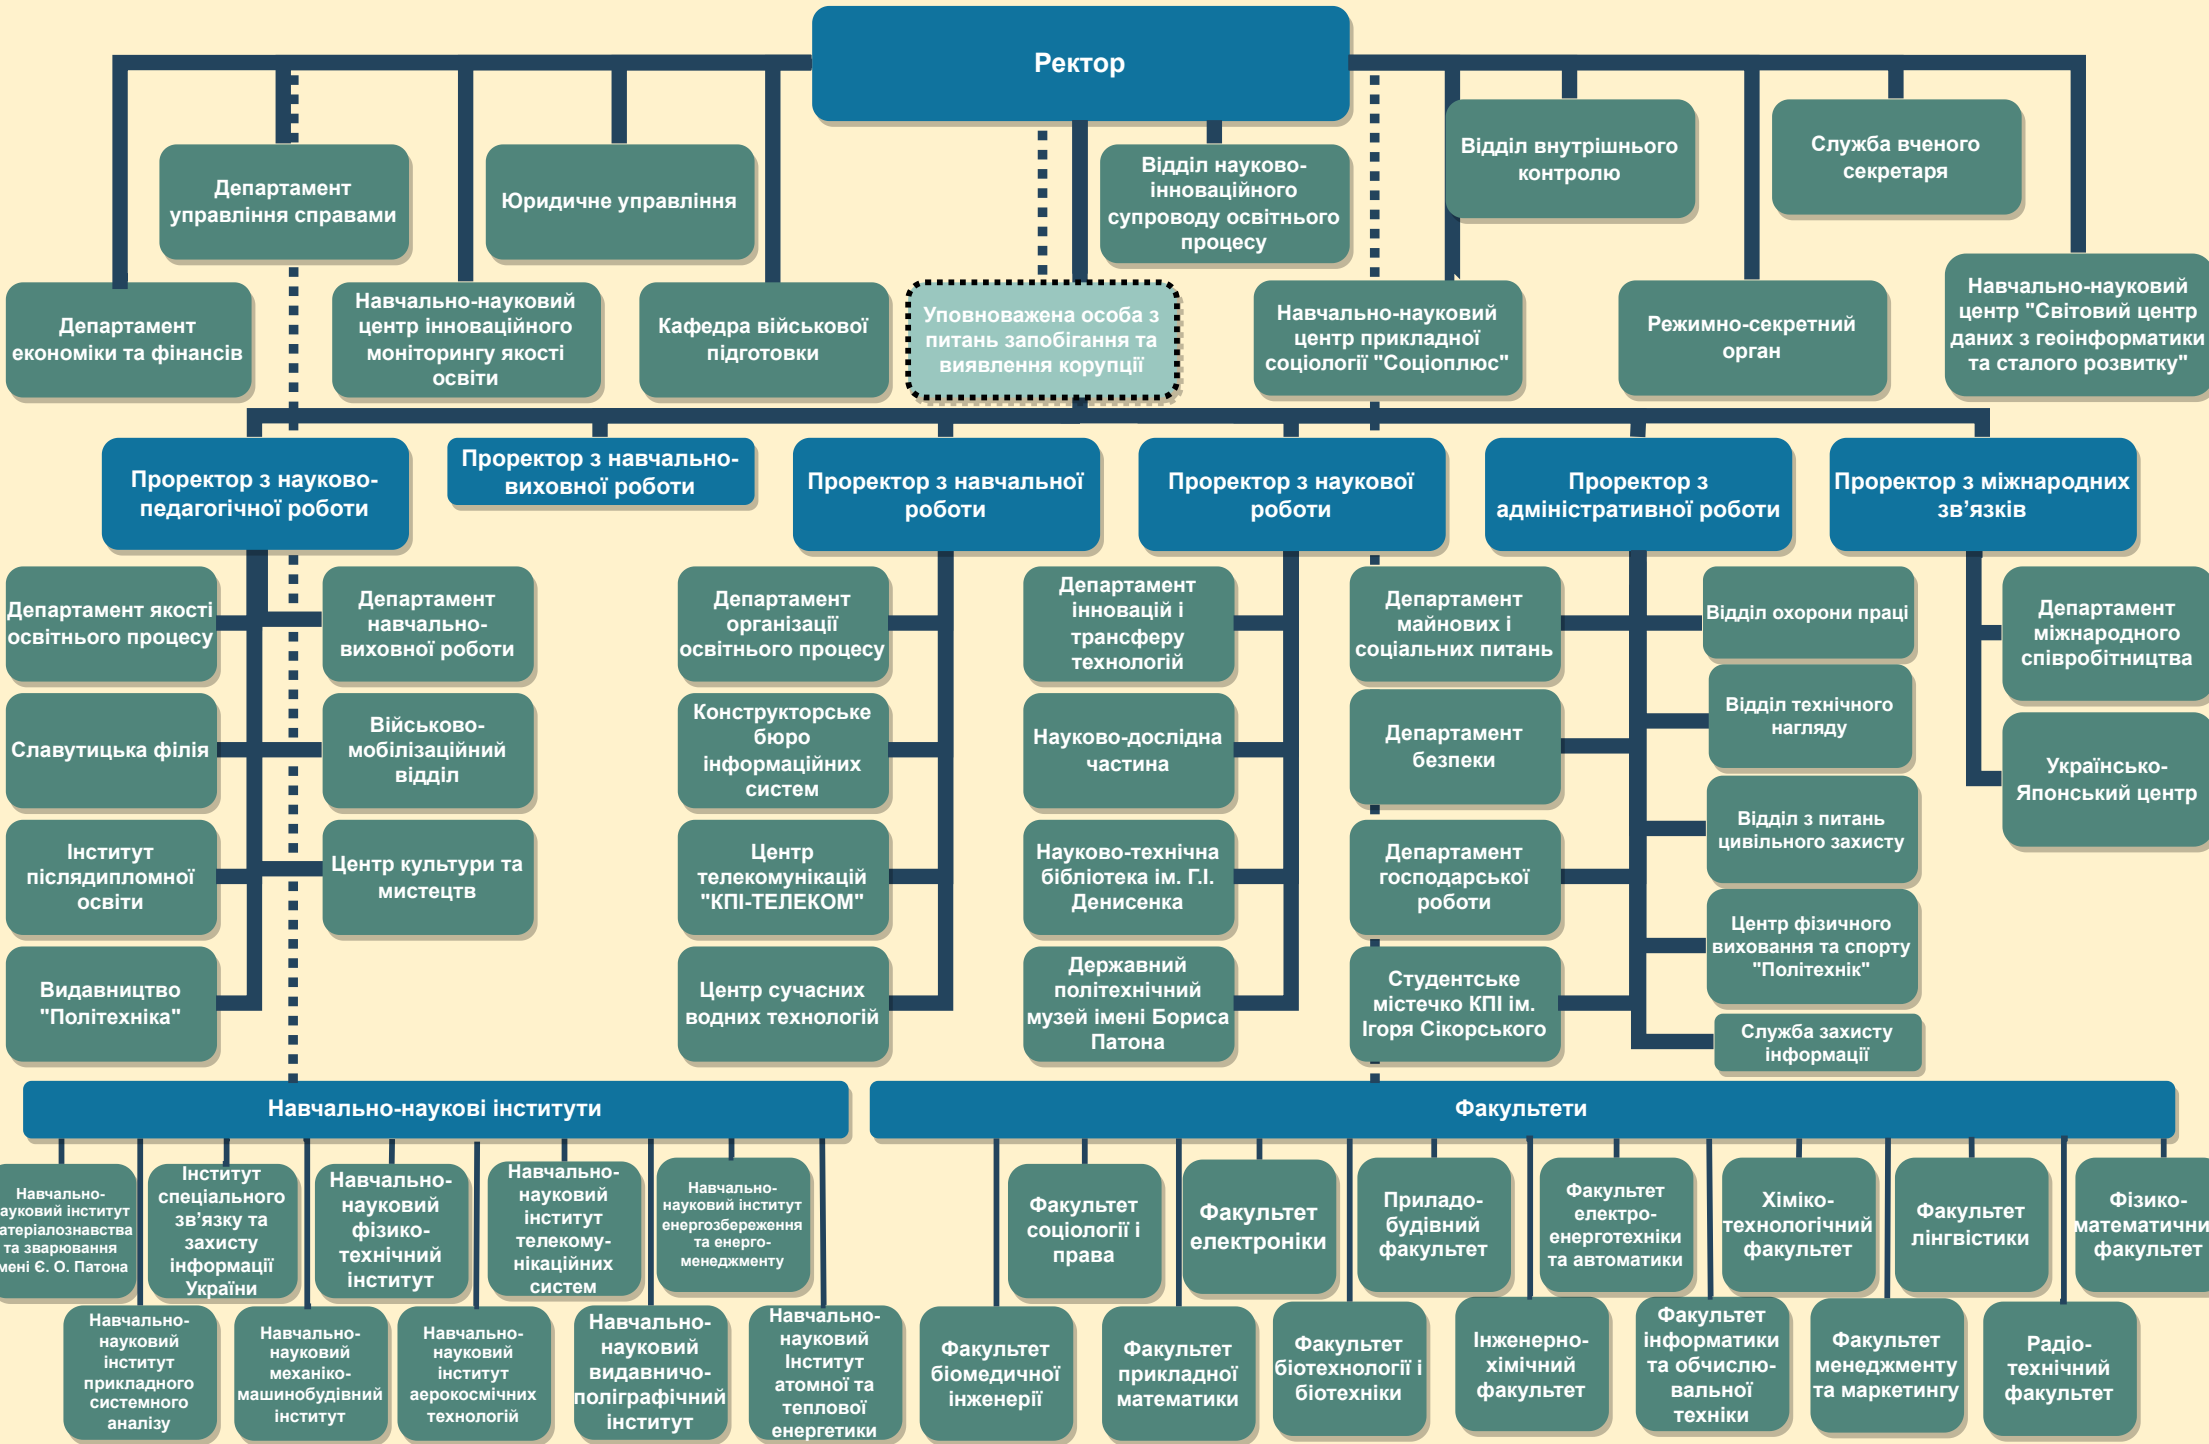 Ректор
Департамент
управління справами
Юридичне управління
Відділ науково-
інноваційного
супроводу освітнього
процесу
Відділ внутрішнього
контролю
Служба вченого
секретаря
Департамент
економіки та фінансів
Навчально-науковий
центр інноваційного
моніторингу якості
освіти
Кафедра військової
підготовки
Уповноважена особа з
питань запобігання та
виявлення корупції
Навчально-науковий
центр прикладної
соціології "Соціоплюс"
Режимно-секретний
орган
Навчально-науковий
центр "Світовий центр
даних з геоінформатики
та сталого розвитку"
Проректор з науково-
педагогічної роботи
Проректор з навчально-
виховної роботи
Проректор з навчальної
роботи
Проректор з наукової
роботи
Проректор з
адміністративної роботи
Проректор з міжнародних
зв’язків
Департамент якості
освітнього процесу
Департамент
навчально-
виховної роботи
Департамент
організації
освітнього процесу
Департамент
інновацій і
трансферу
технологій
Департамент
майнових і
соціальних питань
Відділ охорони праці
Департамент
міжнародного
співробітництва
Славутицька філія
Військово-
мобілізаційний
відділ
Конструкторське
бюро
інформаційних
систем
Науково-дослідна
частина
Департамент
безпеки
Відділ технічного
нагляду
Українсько-
Японський центр
Інститут
післядипломної
освіти
Центр культури та
мистецтв
Центр
телекомунікацій
"КПІ-ТЕЛЕКОМ"
Науково-технічна
бібліотека ім. Г.І.
Денисенка
Департамент
господарської
роботи
Відділ з питань
цивільного захисту
Видавництво
"Політехніка"
Центр сучасних
водних технологій
Державний
політехнічний
музей імені Бориса
Патона
Студентське
містечко КПІ ім.
Ігоря Сікорського
Центр фізичного
виховання та спорту
"Політехнік"
Служба захисту
інформації
Навчально-наукові інститути
Факультети
Навчально-
ауковий інститут
атеріалознавства
та зварювання
мені Є. О. Патона
Інститут
спеціального
зв’язку та
захисту
інформації
України
Навчально-
науковий
фізико-
технічний
інститут
Навчально-
науковий
інститут
телекому-
нікаційних
систем
Навчально-
науковий інститут
енергозбереження
та енерго-
менеджменту
Факультет
соціології і
права
Факультет
електроніки
Приладо-
будівний
факультет
Факультет
електро-
енерготехніки
та автоматики
Хіміко-
технологічний
факультет
Факультет
лінгвістики
Фізико-
математичний
факультет
Навчально-
науковий
інститут
прикладного
системного
аналізу
Навчально-
науковий
механіко-
машинобудівний
інститут
Навчально-
науковий
інститут
аерокосмічних
технологій
Навчально-
науковий
видавничо-
поліграфічний
інститут
Навчально-
науковий
Інститут
атомної та
теплової
енергетики
Факультет
біомедичної
інженерії
Факультет
прикладної
математики
Факультет
біотехнології і
біотехніки
Інженерно-
хімічний
факультет
Факультет
інформатики
та обчислю-
вальної
техніки
Факультет
менеджменту
та маркетингу
Радіо-
технічний
факультет